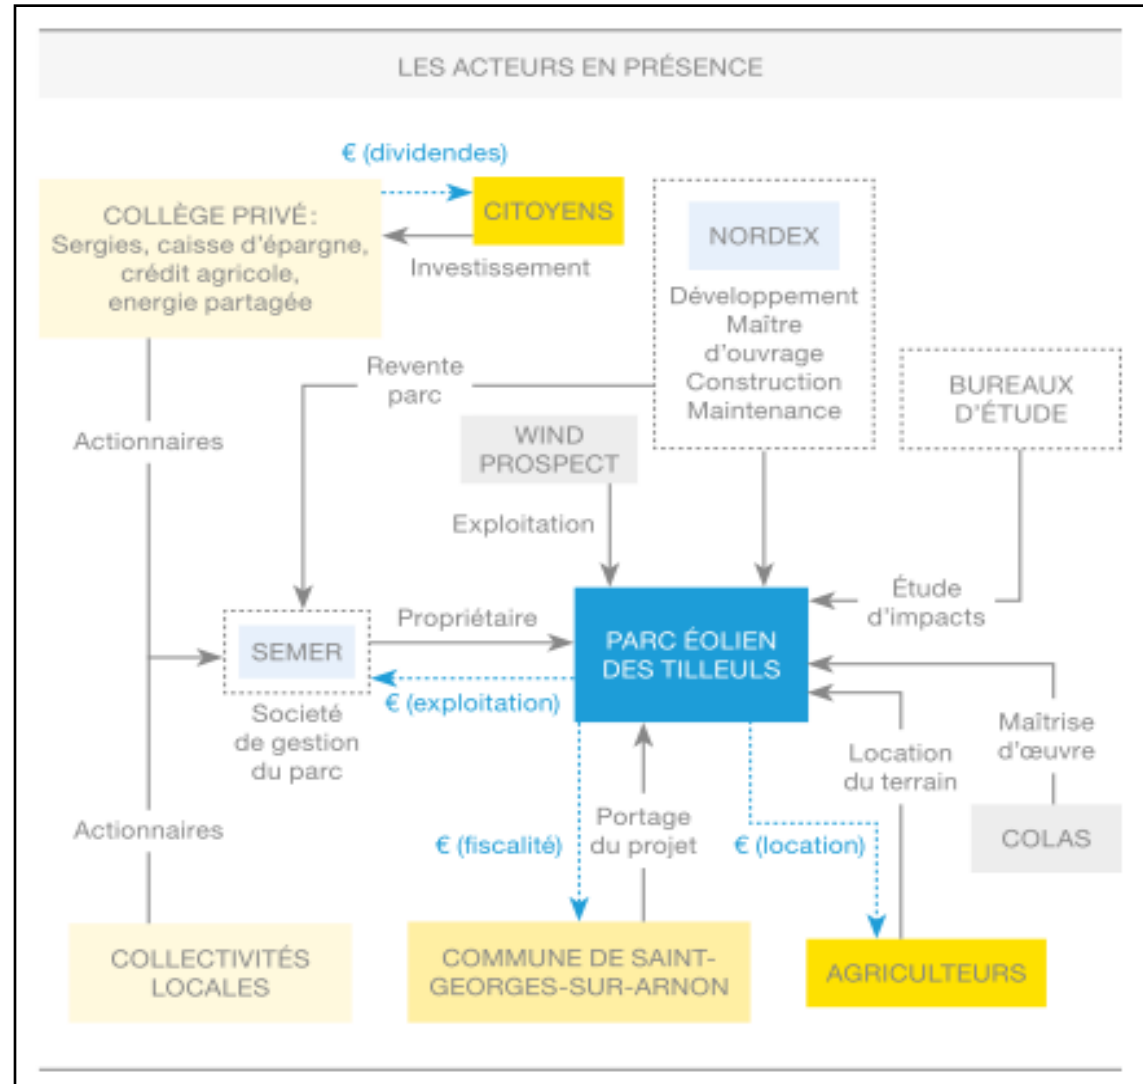 LES ACTEURS EN PRÉSENCE
€ (dividendes)
COLLÈGE PRIVÉ :
Sergies, caisse d'épargne,
crédit agricole,
energie partagée
CITOYENS
Investissement
NORDEX
Développement
Maître
d'ouvrage
Construction
Maintenance
BUREAUX
D'ÉTUDE
Revente
parc
Actionnaires
WIND
PROSPECT
Exploitation
Étude
d'impacts
Propriétaire
SEMER
PARC ÉOLIEN
DES TILLEULS
€ (exploitation)
Societé
de gestion
du parc
Maîtrise
d'œuvre
Location
du terrain
Actionnaires
€ (fiscalité)
Portage
du projet
€ (location)
COLAS
COLLECTIVITÉS
LOCALES
COMMUNE DE SAINT-
GEORGES-SUR-ARNON
AGRICULTEURS